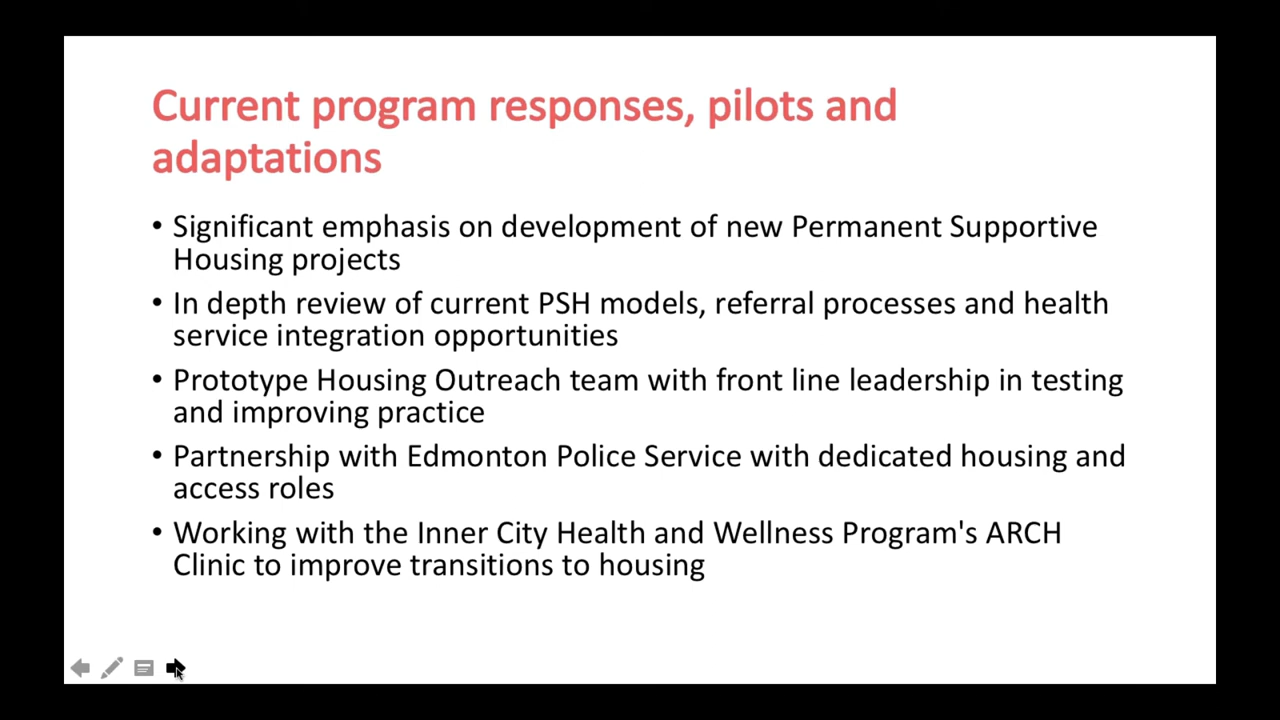 Current program responses, pilots and
adaptations
• Significant emphasis on development of new Permanent Supportive
Housing projects
• In depth review of current PSH models, referral processes and health
service integration opportunities
• Prototype Housing Outreach team with front line leadership in testing
and improving practice
• Partnership with Edmonton Police Service with dedicated housing and
access roles
• Working with the Inner City Health and Wellness Program's ARCH
Clinic to improve transitions to housing